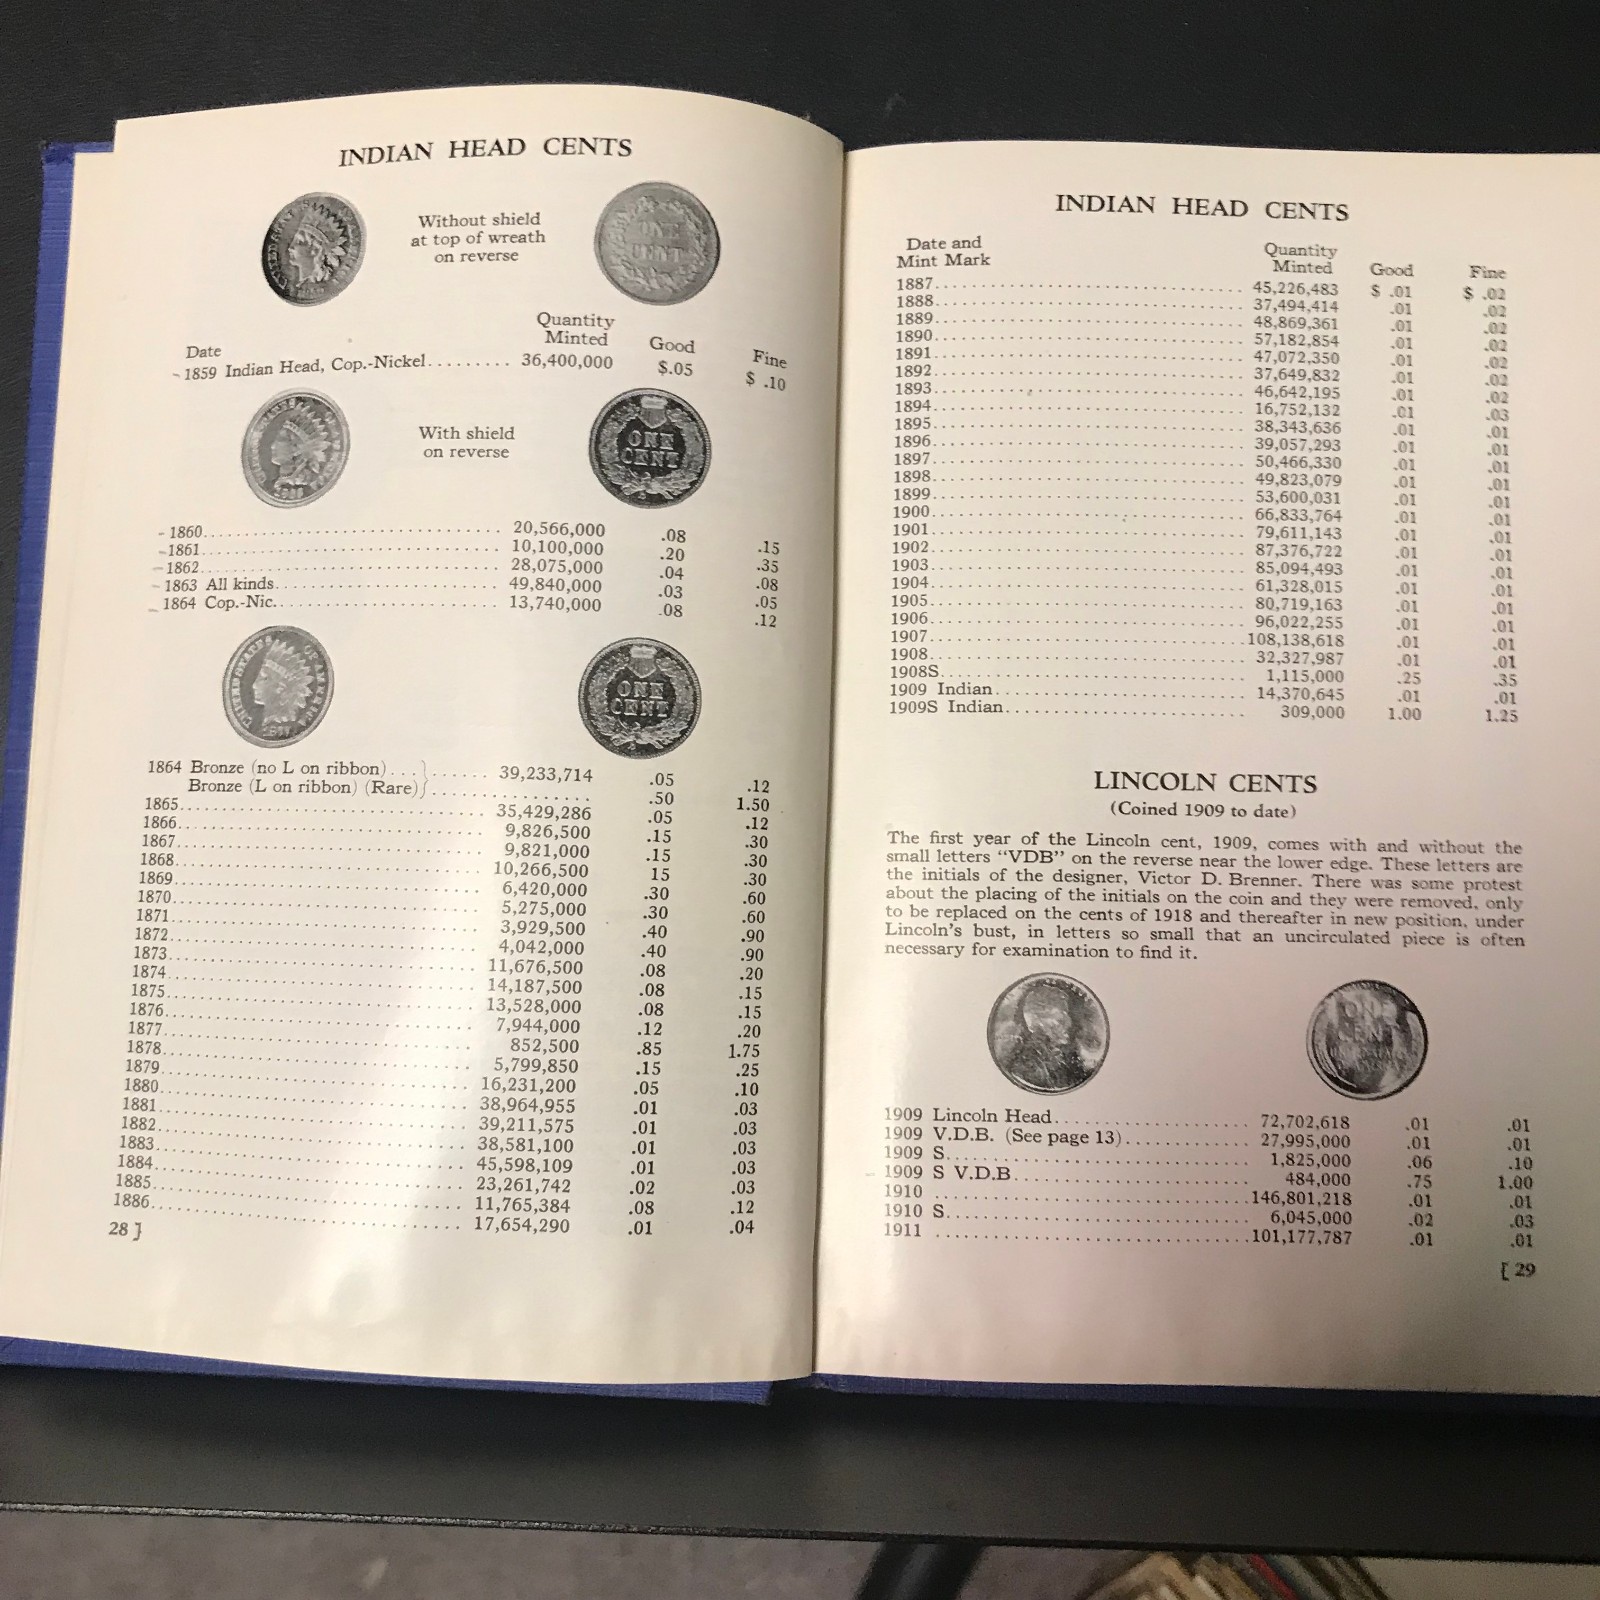 INDIAN HEAD CENTS
Without shield
at top of wreath
on reverse
Date Quantity Minted Good Fine
1859 Indian Head, Cop.-Nickel......... 36,400,000 $.05 $ .10
With shield
on reverse
1860.............................. 20,566,000 .08 .15
1861.............................. 10,100,000 .20 .35
1862.............................. 28,075,000 .04 .08
1863 All kinds...................... 49,840,000 .03 .05
1864 Cop.-Nic....................... 13,740,000 .08 .12
1864 Bronze (no L on ribbon)...}...... 39,233,714 .05 .12
Bronze (L on ribbon) (Rare)}................ .50 1.50
1865.............................. 35,429,286 .05 .12
1866.............................. 9,826,500 .15 .30
1867.............................. 9,821,000 .15 .30
1868.............................. 10,266,500 15 .30
1869.............................. 6,420,000 .30 .60
1870.............................. 5,275,000 .30 .60
1871.............................. 3,929,500 .40 .90
1872.............................. 4,042,000 .40 .90
1873.............................. 11,676,500 .08 .20
1874.............................. 14,187,500 .08 .15
1875.............................. 13,528,000 .08 .15
1876.............................. 7,944,000 .12 .20
1877.............................. 852,500 .85 1.75
1878.............................. 5,799,850 .15 .25
1879.............................. 16,231,200 .05 .10
1880.............................. 38,964,955 .01 .03
1881.............................. 39,211,575 .01 .03
1882.............................. 38,581,100 .01 .03
1883.............................. 45,598,109 .01 .03
1884.............................. 23,261,742 .02 .03
1885.............................. 11,765,384 .08 .12
1886.............................. 17,654,290 .01 .04
28 ]
INDIAN HEAD CENTS
Date and Mint Mark Quantity Minted Good Fine
1887.............................. 45,226,483 $ .01 $ .02
1888.............................. 37,494,414 .01 .02
1889.............................. 48,869,361 .01 .02
1890.............................. 57,182,854 .01 .02
1891.............................. 47,072,350 .01 .02
1892.............................. 37,649,832 .01 .02
1893.............................. 46,642,195 .01 .02
1894.............................. 16,752,132 .01 .03
1895.............................. 38,343,636 .01 .01
1896.............................. 39,057,293 .01 .01
1897.............................. 50,466,330 .01 .01
1898.............................. 49,823,079 .01 .01
1899.............................. 53,600,031 .01 .01
1900.............................. 66,833,764 .01 .01
1901.............................. 79,611,143 .01 .01
1902.............................. 87,376,722 .01 .01
1903.............................. 85,094,493 .01 .01
1904.............................. 61,328,015 .01 .01
1905.............................. 80,719,163 .01 .01
1906.............................. 96,022,255 .01 .01
1907.............................. 108,138,618 .01 .01
1908.............................. 32,327,987 .01 .01
1908S............................. 1,115,000 .25 .35
1909 Indian........................ 14,370,645 .01 .01
1909S Indian....................... 309,000 1.00 1.25
LINCOLN CENTS
(Coined 1909 to date)
The first year of the Lincoln cent, 1909, comes with and without the
small letters "VDB" on the reverse near the lower edge. These letters are
the initials of the designer, Victor D. Brenner. There was some protest
about the placing of the initials on the coin and they were removed, only
to be replaced on the cents of 1918 and thereafter in new position, under
Lincoln's bust, in letters so small that an uncirculated piece is often
necessary for examination to find it.
1909 Lincoln Head.................... 72,702,618 .01 .01
1909 V.D.B. (See page 13)............ 27,995,000 .01 .01
1909 S............................ 1,825,000 .06 .10
1909 S V.D.B....................... 484,000 .75 1.00
1910 .............................146,801,218 .01 .01
1910 S............................ 6,045,000 .02 .03
1911 .............................101,177,787 .01 .01
[ 29